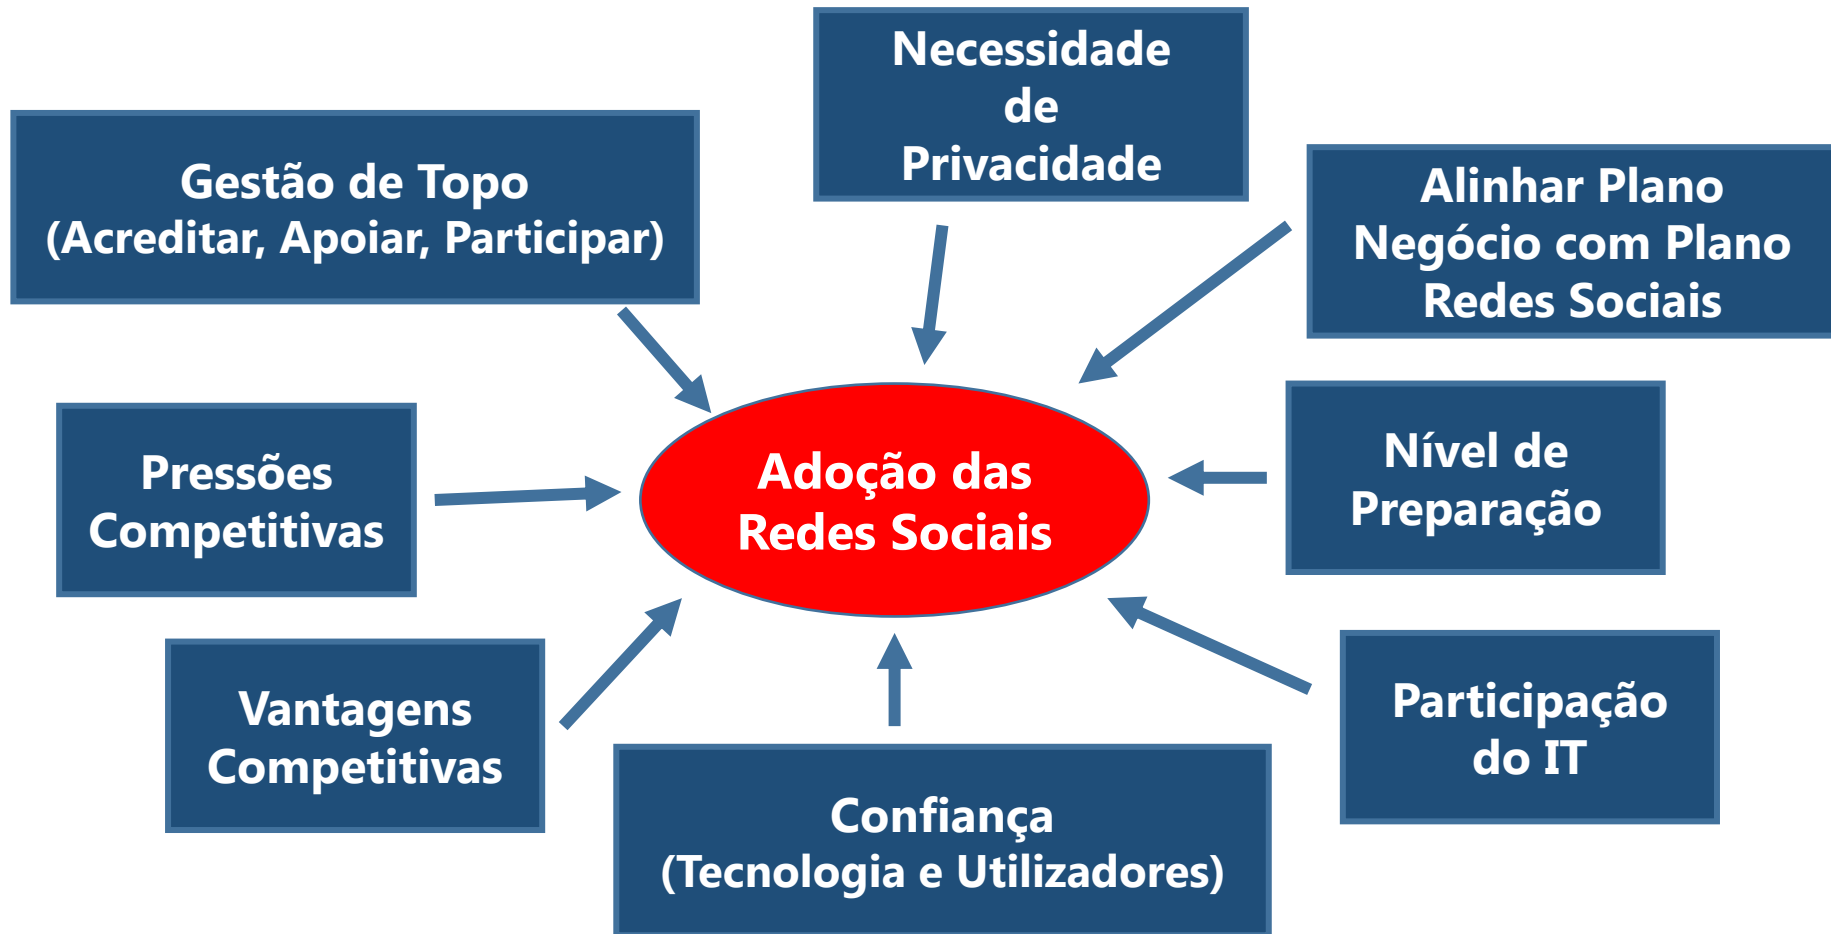 Necessidade
de
Privacidade
Gestão de Topo
(Acreditar, Apoiar, Participar)
Alinhar Plano
Negócio com Plano
Redes Sociais
Pressões
Competitivas
Adoção das
Redes Sociais
Nível de
Preparação
Vantagens
Competitivas
Confiança
(Tecnologia e Utilizadores)
Participação
do IT